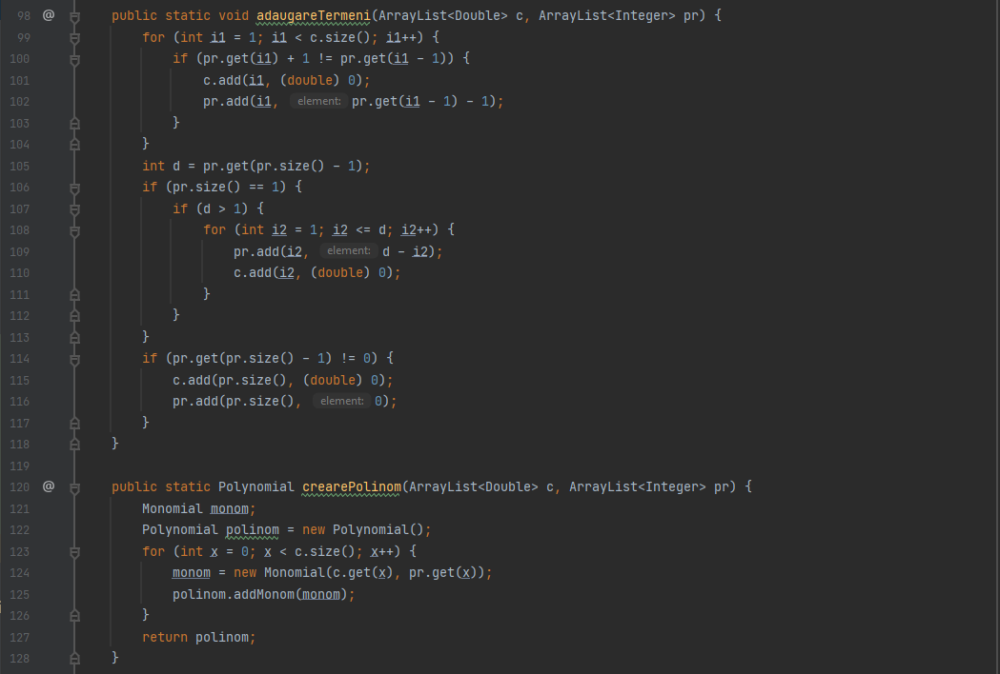 98 @ public static void adaugareTermeni(ArrayList<Double> c, ArrayList<Integer> pr) {
99 for (int i1 = 1; i1 < c.size(); i1++) {
100 if (pr.get(i1) + 1 != pr.get(i1 - 1)) {
101 c.add(i1, (double) 0);
102 pr.add(i1, element: pr.get(i1 - 1) - 1);
103 }
104 }
105 int d = pr.get(pr.size() - 1);
106 if (pr.size() == 1) {
107 if (d > 1) {
108 for (int i2 = 1; i2 <= d; i2++) {
109 pr.add(i2, element: d - i2);
110 c.add(i2, (double) 0);
111 }
112 }
113 }
114 if (pr.get(pr.size() - 1) != 0) {
115 c.add(pr.size(), (double) 0);
116 pr.add(pr.size(), element: 0);
117 }
118 }
119
120 @ public static Polynomial crearePolinom(ArrayList<Double> c, ArrayList<Integer> pr) {
121 Monomial monom;
122 Polynomial polinom = new Polynomial();
123 for (int x = 0; x < c.size(); x++) {
124 monom = new Monomial(c.get(x), pr.get(x));
125 polinom.addMonom(monom);
126 }
127 return polinom;
128 }